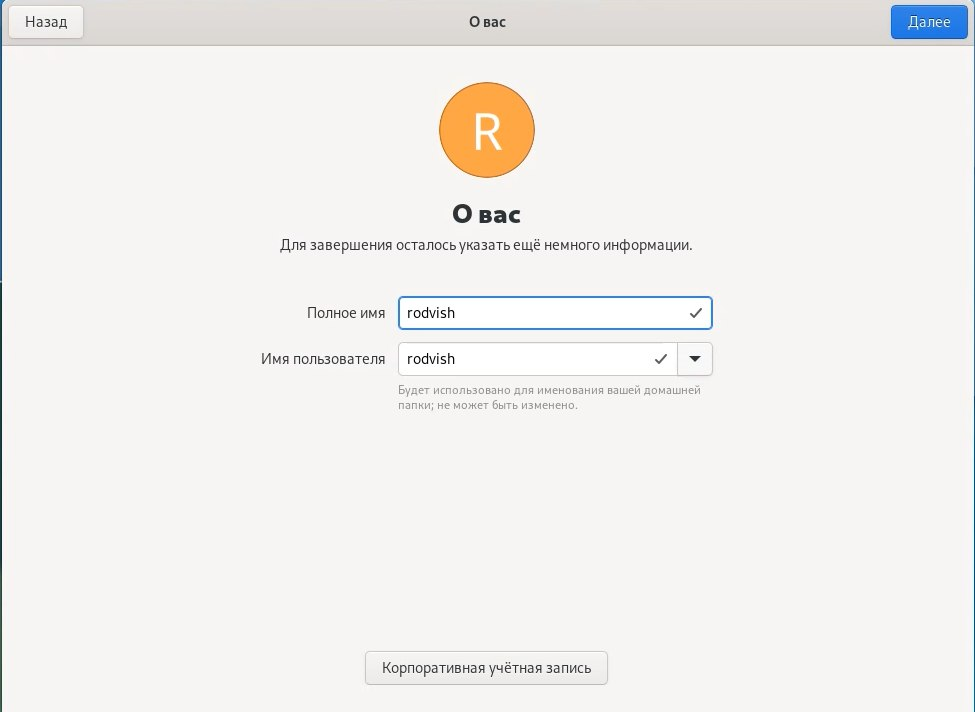 Назад
О вас
Далее
R
О вас
Для завершения осталось указать ещё немного информации.
Полное имя rodvish
Имя пользователя rodvish
Будет использовано для именования вашей домашней
папки; не может быть изменено.
Корпоративная учётная запись